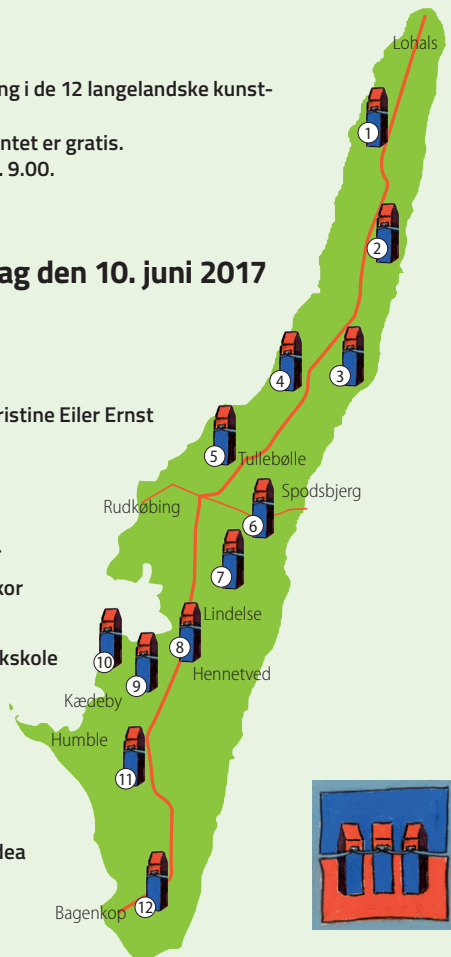 Lohals
ng i de 12 langelandske kunst-
ntet er gratis.
. 9.00.
1
2
ag den 10. juni 2017
3
4
ristine Eiler Ernst
5
Tullebølle
Spodsbjerg
Rudkøbing
6
7
kor
Lindelse
8
kskole
10
9
Hennetved
Kædeby
Humble
11
dea
12
Bagenkop